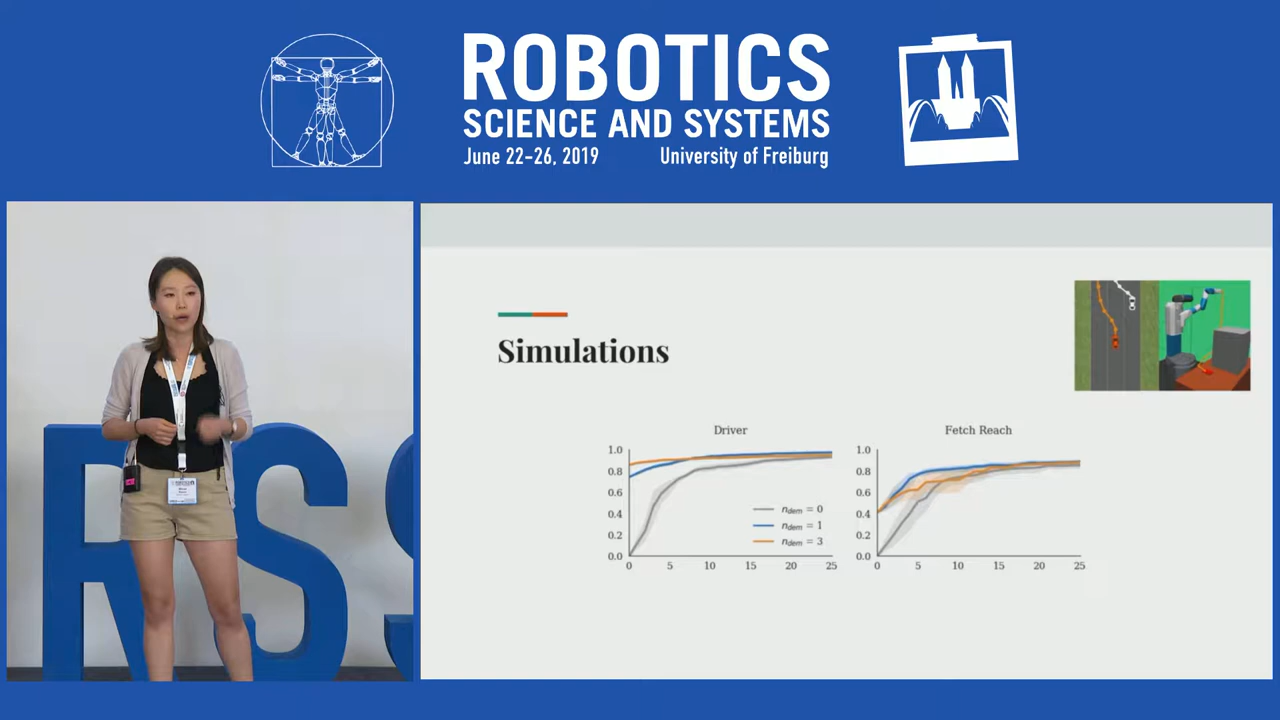 ROBOTICS
SCIENCE AND SYSTEMS
June 22-26, 2019 University of Freiburg
RSS
Simulations
Driver
1.0
0.8
0.6
0.4
0.2
0.0
0 5 10 15 20 25
n_dem = 0
n_dem = 1
n_dem = 3
Fetch Reach
1.0
0.8
0.6
0.4
0.2
0.0
0 5 10 15 20 25